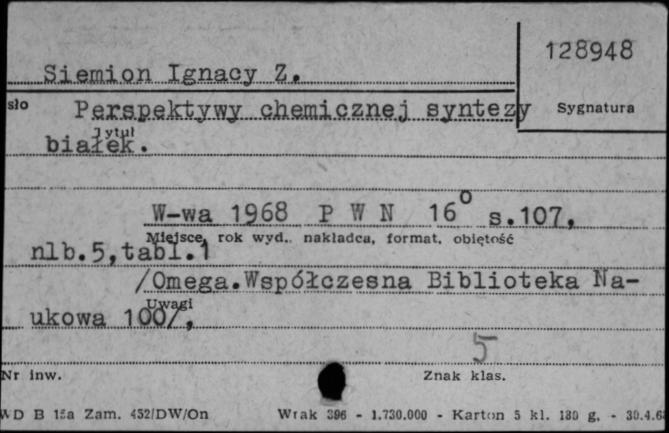 128948
Siemion Ignacy Z.
sło Perspektywy chemicznej syntezy Sygnatura
Tytuł
białek.
W-wa 1968 P W N 16° s.107,
Miejsce, rok wyd., nakładca, format, objętość
nlb.5,tabl.1
/Omega.Współczesna Biblioteka Na-
Uwagi
ukowa 100/,
5
Nr inw. Znak klas.
WD B 15a Zam. 452/DW/On Wrak 396 - 1.730.000 - Karton 5 kl. 180 g. - 30.4.6